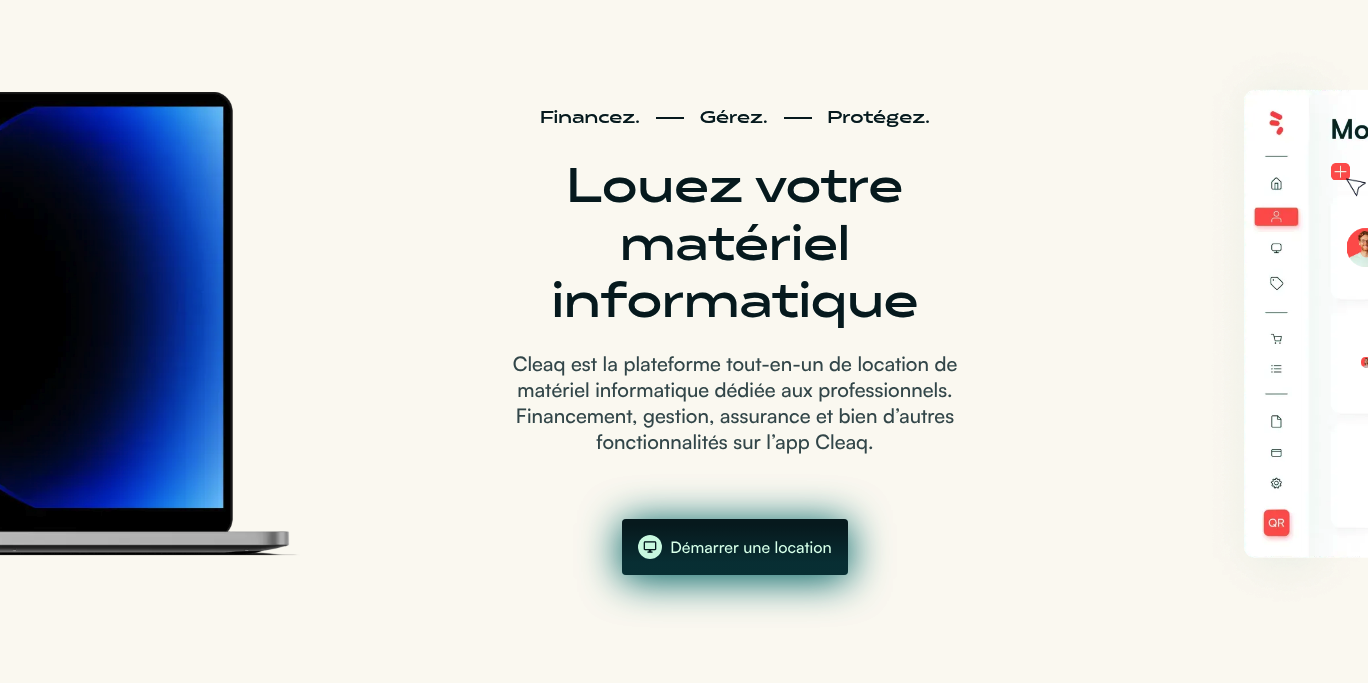 Financez. — Gérez. — Protégez.
Louez votre
matériel
informatique
Cleaq est la plateforme tout-en-un de location de
matériel informatique dédiée aux professionnels.
Financement, gestion, assurance et bien d’autres
fonctionnalités sur l’app Cleaq.
Démarrer une location
Mo
QR